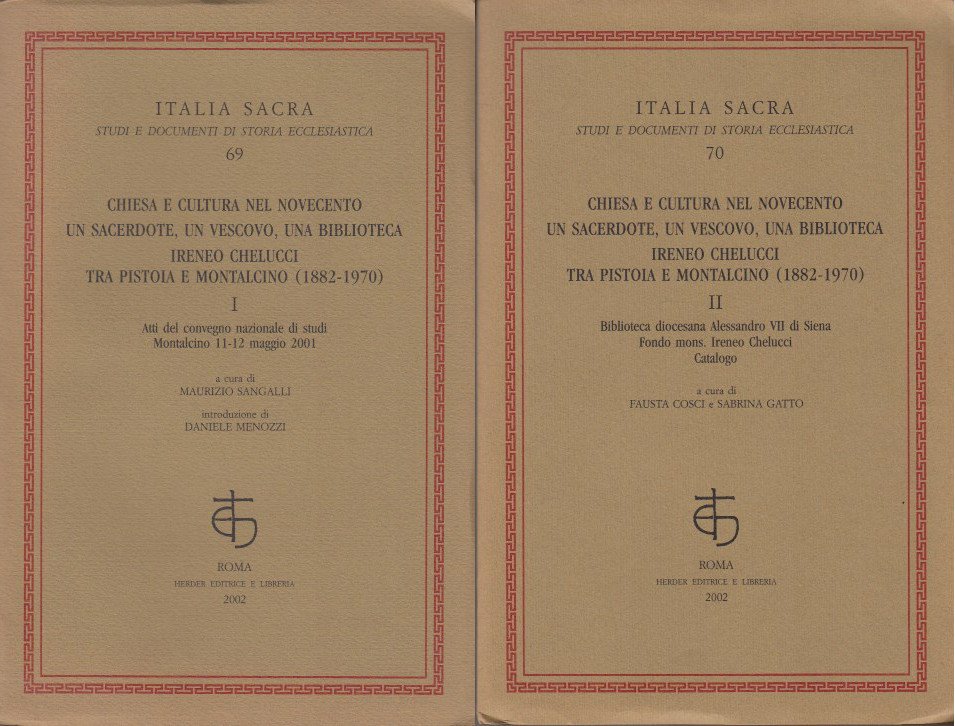 ITALIA SACRA
STUDI E DOCUMENTI DI STORIA ECCLESIASTICA
69
CHIESA E CULTURA NEL NOVECENTO
UN SACERDOTE, UN VESCOVO, UNA BIBLIOTECA
IRENEO CHELUCCI
TRA PISTOIA E MONTALCINO (1882-1970)
I
Atti del convegno nazionale di studi
Montalcino 11-12 maggio 2001
a cura di
MAURIZIO SANGALLI
introduzione di
DANIELE MENOZZI
ROMA
HERDER EDITRICE E LIBRERIA
2002
ITALIA SACRA
STUDI E DOCUMENTI DI STORIA ECCLESIASTICA
70
CHIESA E CULTURA NEL NOVECENTO
UN SACERDOTE, UN VESCOVO, UNA BIBLIOTECA
IRENEO CHELUCCI
TRA PISTOIA E MONTALCINO (1882-1970)
II
Biblioteca diocesana Alessandro VII di Siena
Fondo mons. Ireneo Chelucci
Catalogo
a cura di
FAUSTA COSCI e SABRINA GATTO
ROMA
HERDER EDITRICE E LIBRERIA
2002